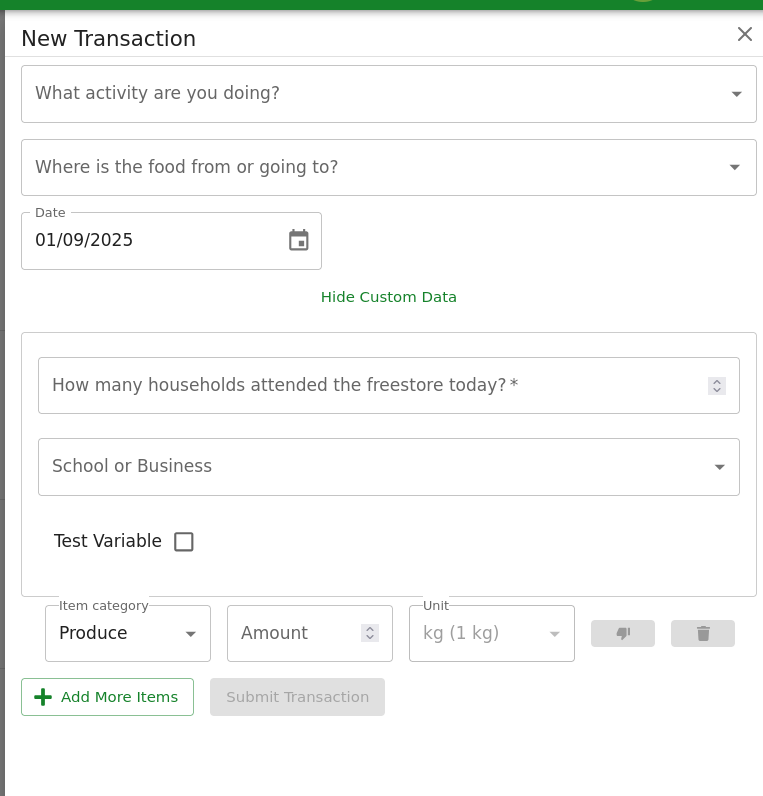 New Transaction
What activity are you doing?
Where is the food from or going to?
Date
01/09/2025
Hide Custom Data
How many households attended the freestore today? *
School or Business
Test Variable
Item category
Produce
Amount
Unit
kg (1 kg)
Add More Items
Submit Transaction